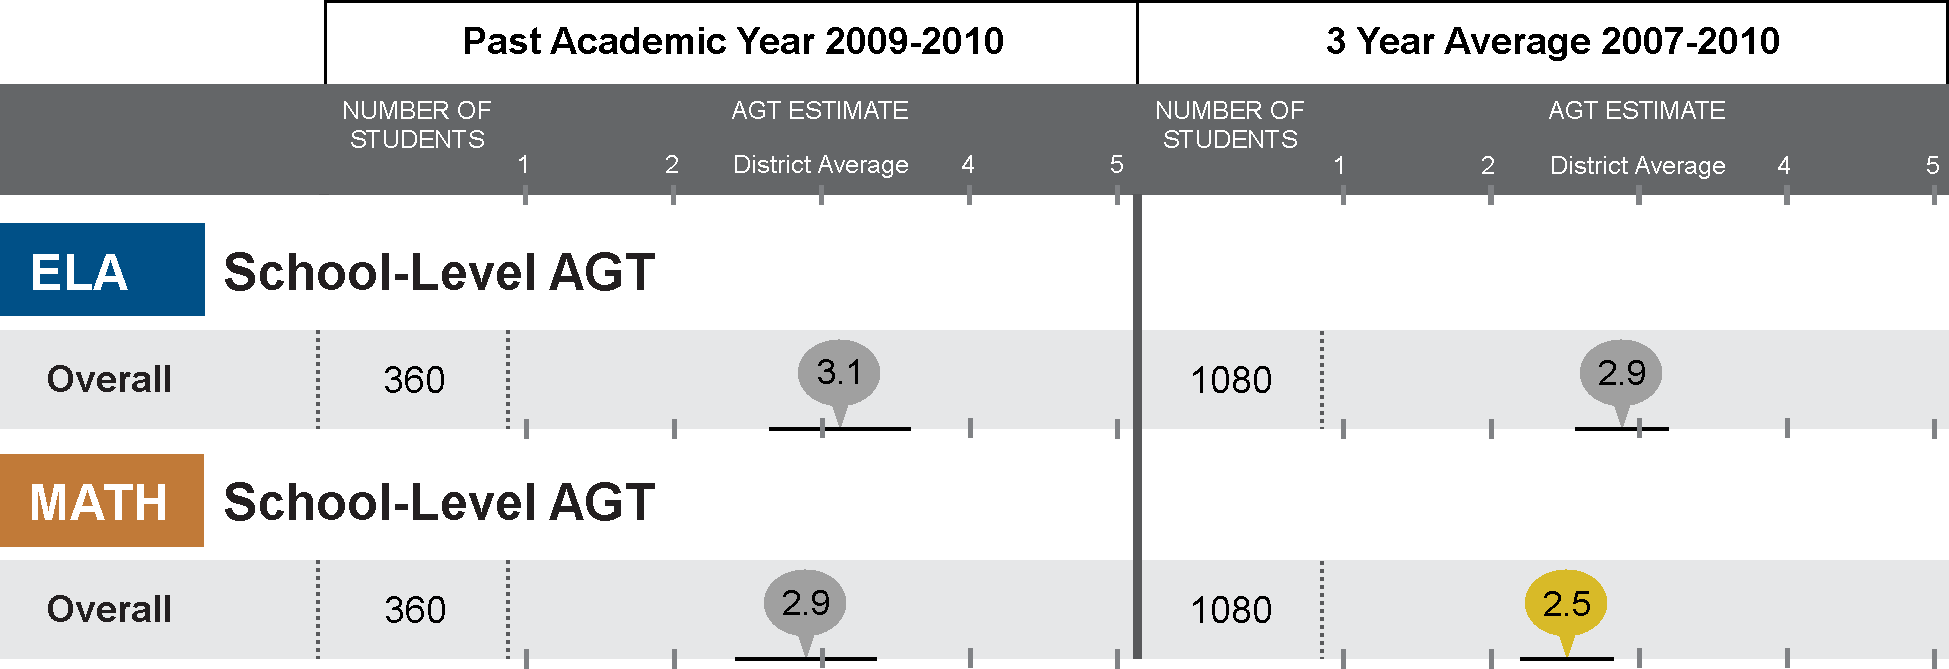 Past Academic Year 2009-2010
3 Year Average 2007-2010
NUMBER OF
STUDENTS
AGT ESTIMATE
1 2 District Average 4 5
NUMBER OF
STUDENTS
AGT ESTIMATE
1 2 District Average 4 5
ELA School-Level AGT
Overall 360 3.1 1080 2.9
MATH School-Level AGT
Overall 360 2.9 1080 2.5